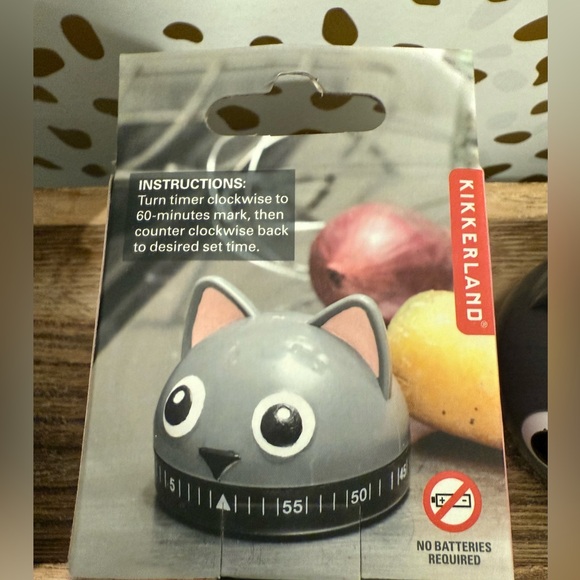 INSTRUCTIONS:
Turn timer clockwise to
60-minutes mark, then
counter clockwise back
to desired set time.
KIKKERLAND®
5 55 50 45
NO BATTERIES
REQUIRED